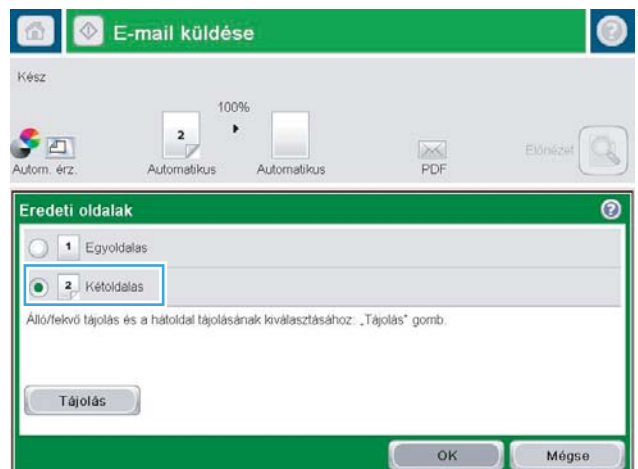 E-mail küldése
Kész
100%
2
Autom. érz.
Automatikus
Automatikus
PDF
Előnézet
Eredeti oldalak
1 Egyoldalas
2 Kétoldalas
Álló/fekvő tájolás és a hátoldal tájolásának kiválasztásához: „Tájolás” gomb.
Tájolás
OK
Mégse